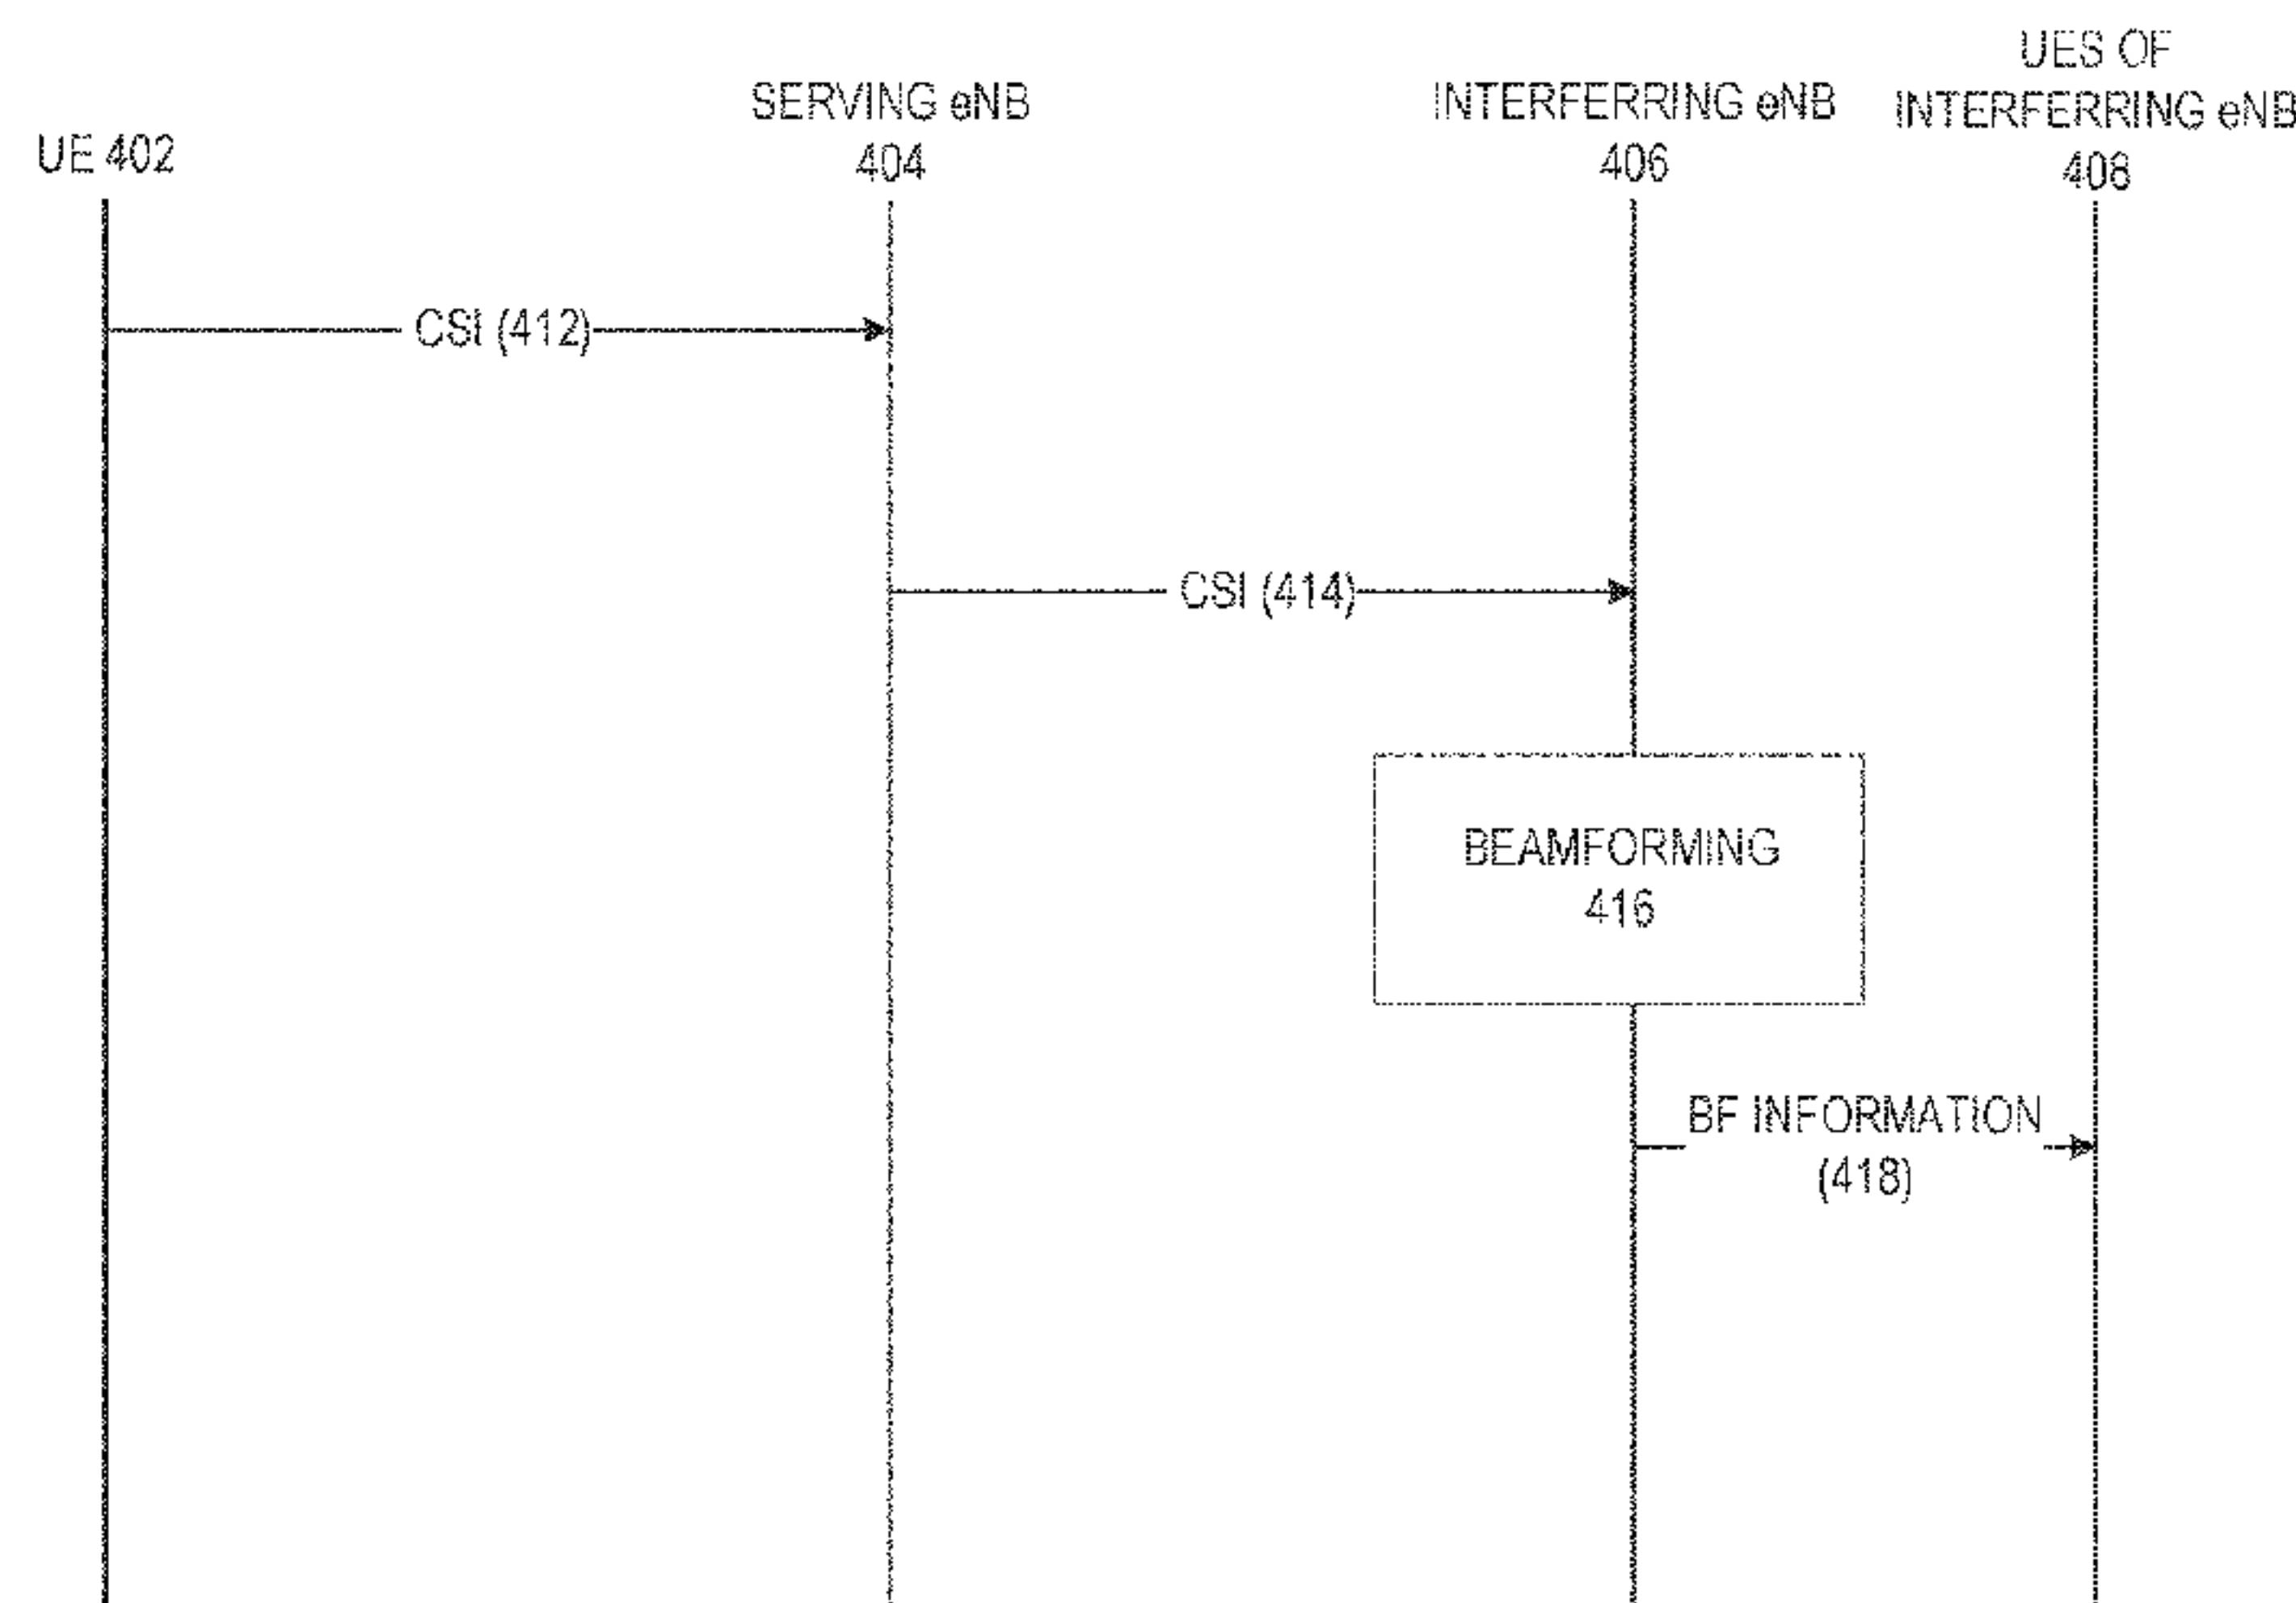 UE 402
SERVING eNB
404
INTERFERRING eNB
406
UES OF
INTERFERRING eNB
408
CSI (412)
CSI (414)
BEAMFORMING
416
BF INFORMATION
(418)